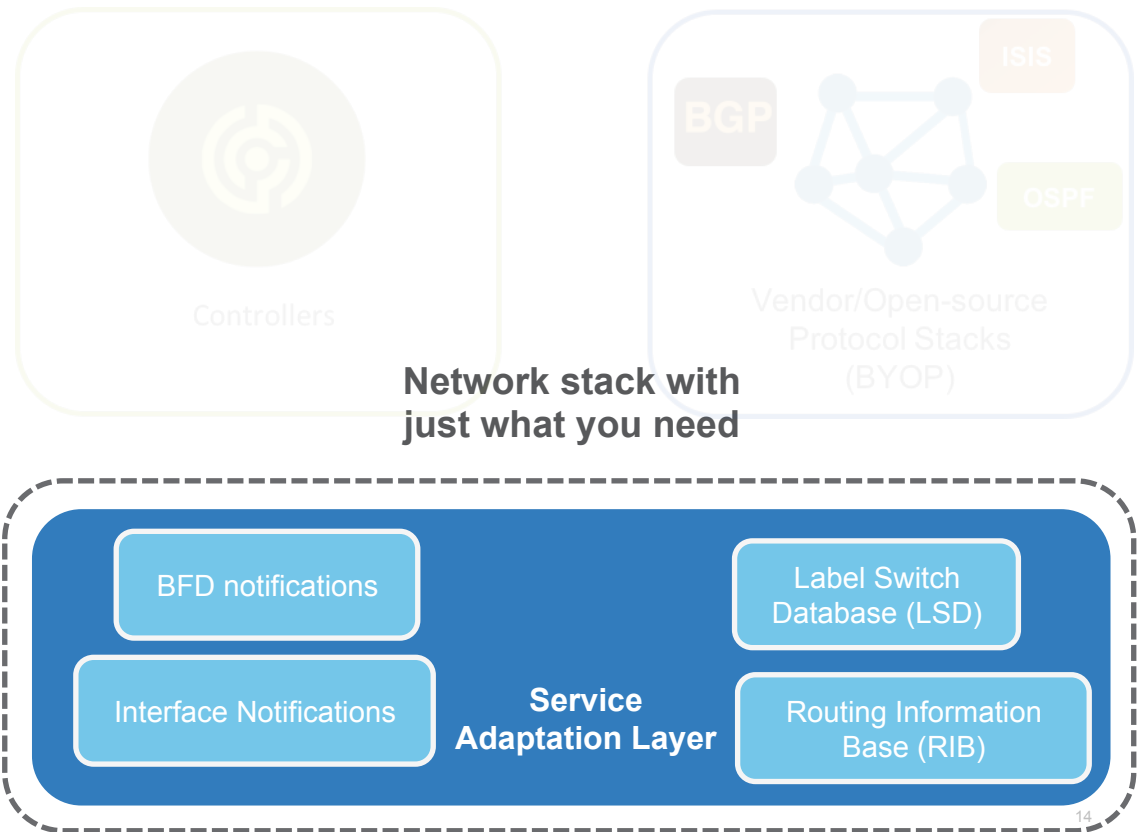 ISIS
BGP
OSPF
Controllers
Vendor/Open-source
Protocol Stacks
(BYOP)
Network stack with
just what you need
BFD notifications
Label Switch
Database (LSD)
Interface Notifications
Service
Adaptation Layer
Routing Information
Base (RIB)
14